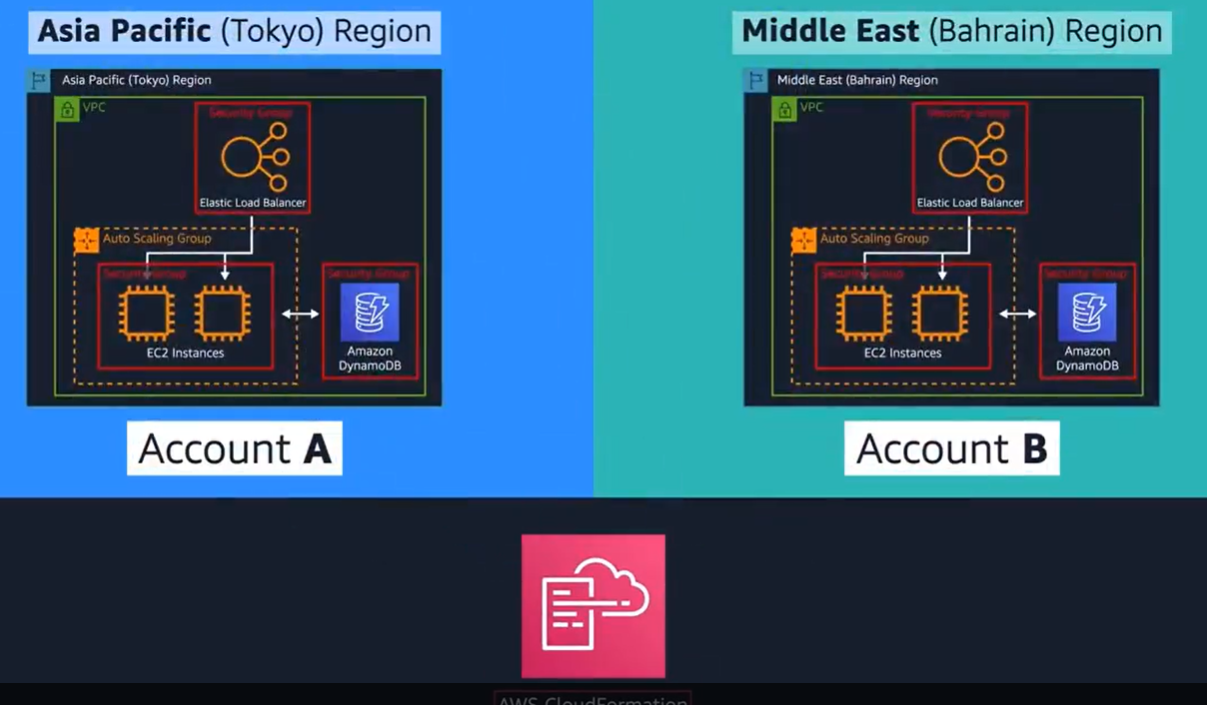 Asia Pacific (Tokyo) Region
Asia Pacific (Tokyo) Region
VPC
Security Group
Elastic Load Balancer
Auto Scaling Group
Security Group
EC2 Instances
Security Group
Amazon
DynamoDB
Account A
Middle East (Bahrain) Region
Middle East (Bahrain) Region
VPC
Security Group
Elastic Load Balancer
Auto Scaling Group
Security Group
EC2 Instances
Security Group
Amazon
DynamoDB
Account B
AWS CloudFormation